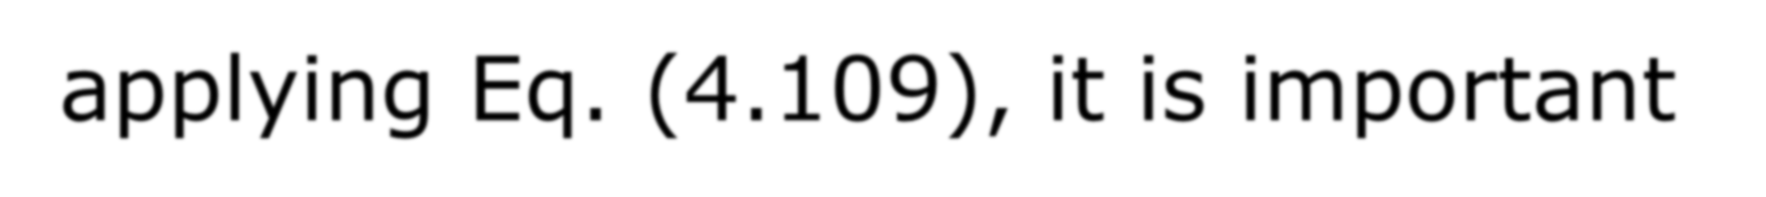 applying Eq. (4.109), it is important